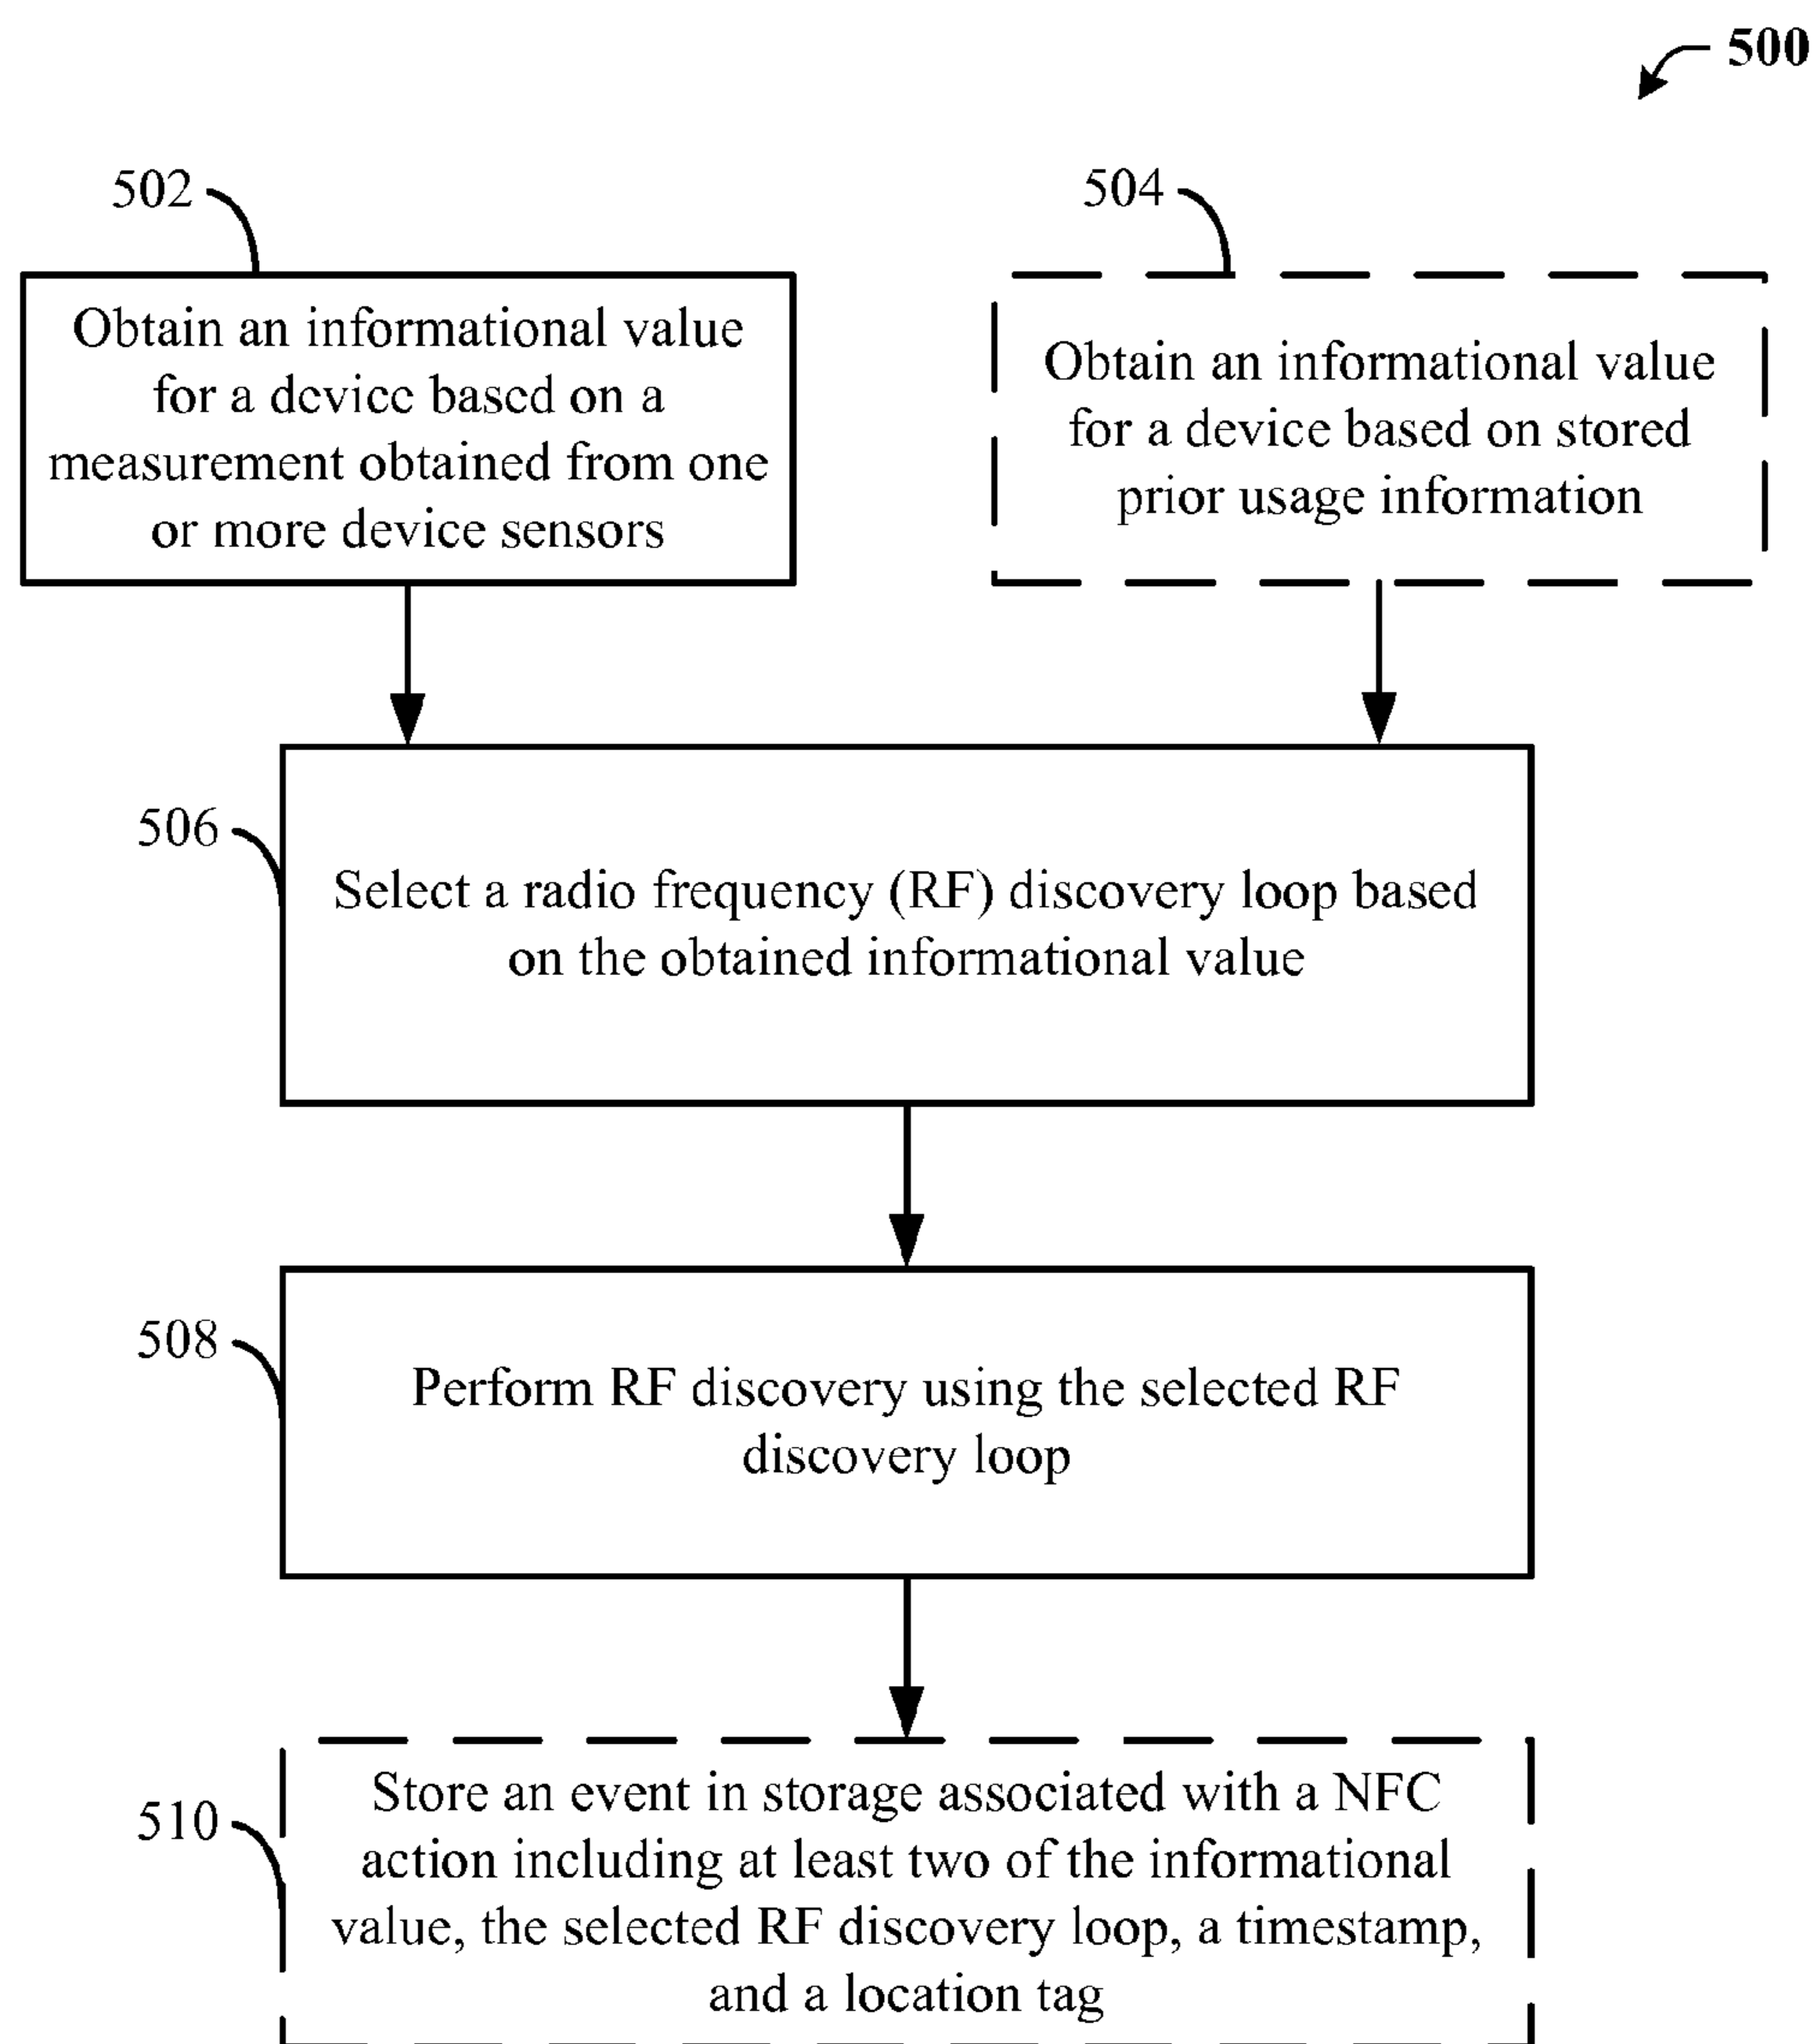 500
502
504
Obtain an informational value
for a device based on a
measurement obtained from one
or more device sensors
Obtain an informational value
for a device based on stored
prior usage information
506
Select a radio frequency (RF) discovery loop based
on the obtained informational value
508
Perform RF discovery using the selected RF
discovery loop
510
Store an event in storage associated with a NFC
action including at least two of the informational
value, the selected RF discovery loop, a timestamp,
and a location tag